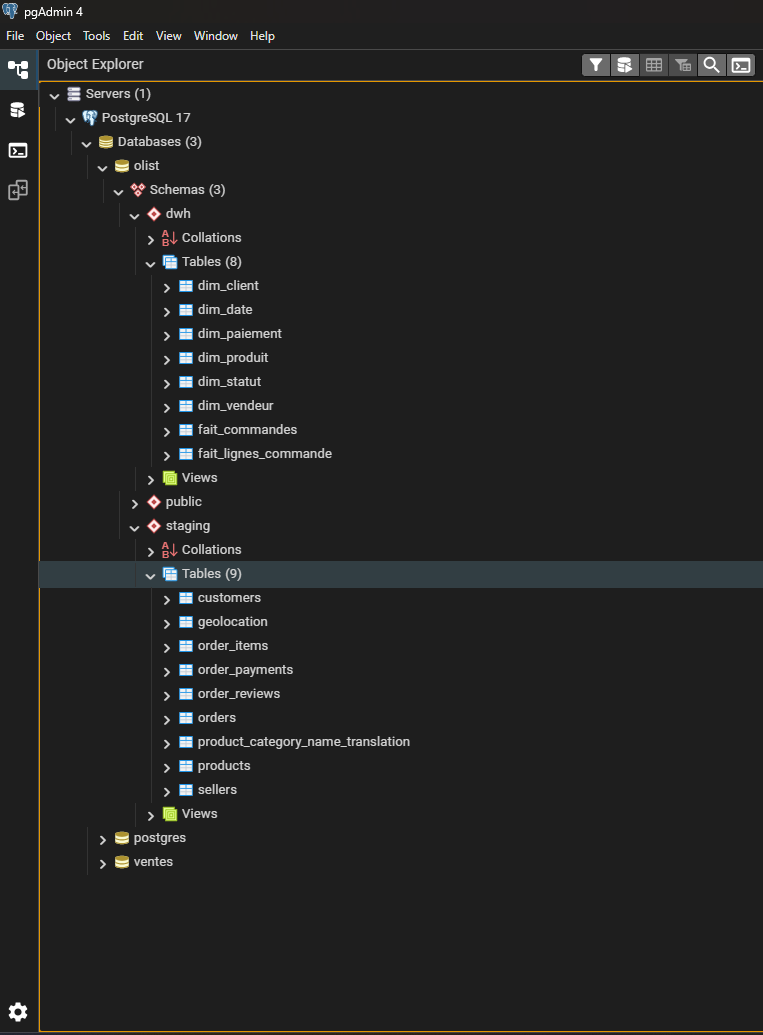 pgAdmin 4
File Object Tools Edit View Window Help
Object Explorer
Servers (1)
PostgreSQL 17
Databases (3)
olist
Schemas (3)
dwh
Collations
Tables (8)
dim_client
dim_date
dim_paiement
dim_produit
dim_statut
dim_vendeur
fait_commandes
fait_lignes_commande
Views
public
staging
Collations
Tables (9)
customers
geolocation
order_items
order_payments
order_reviews
orders
product_category_name_translation
products
sellers
Views
postgres
ventes